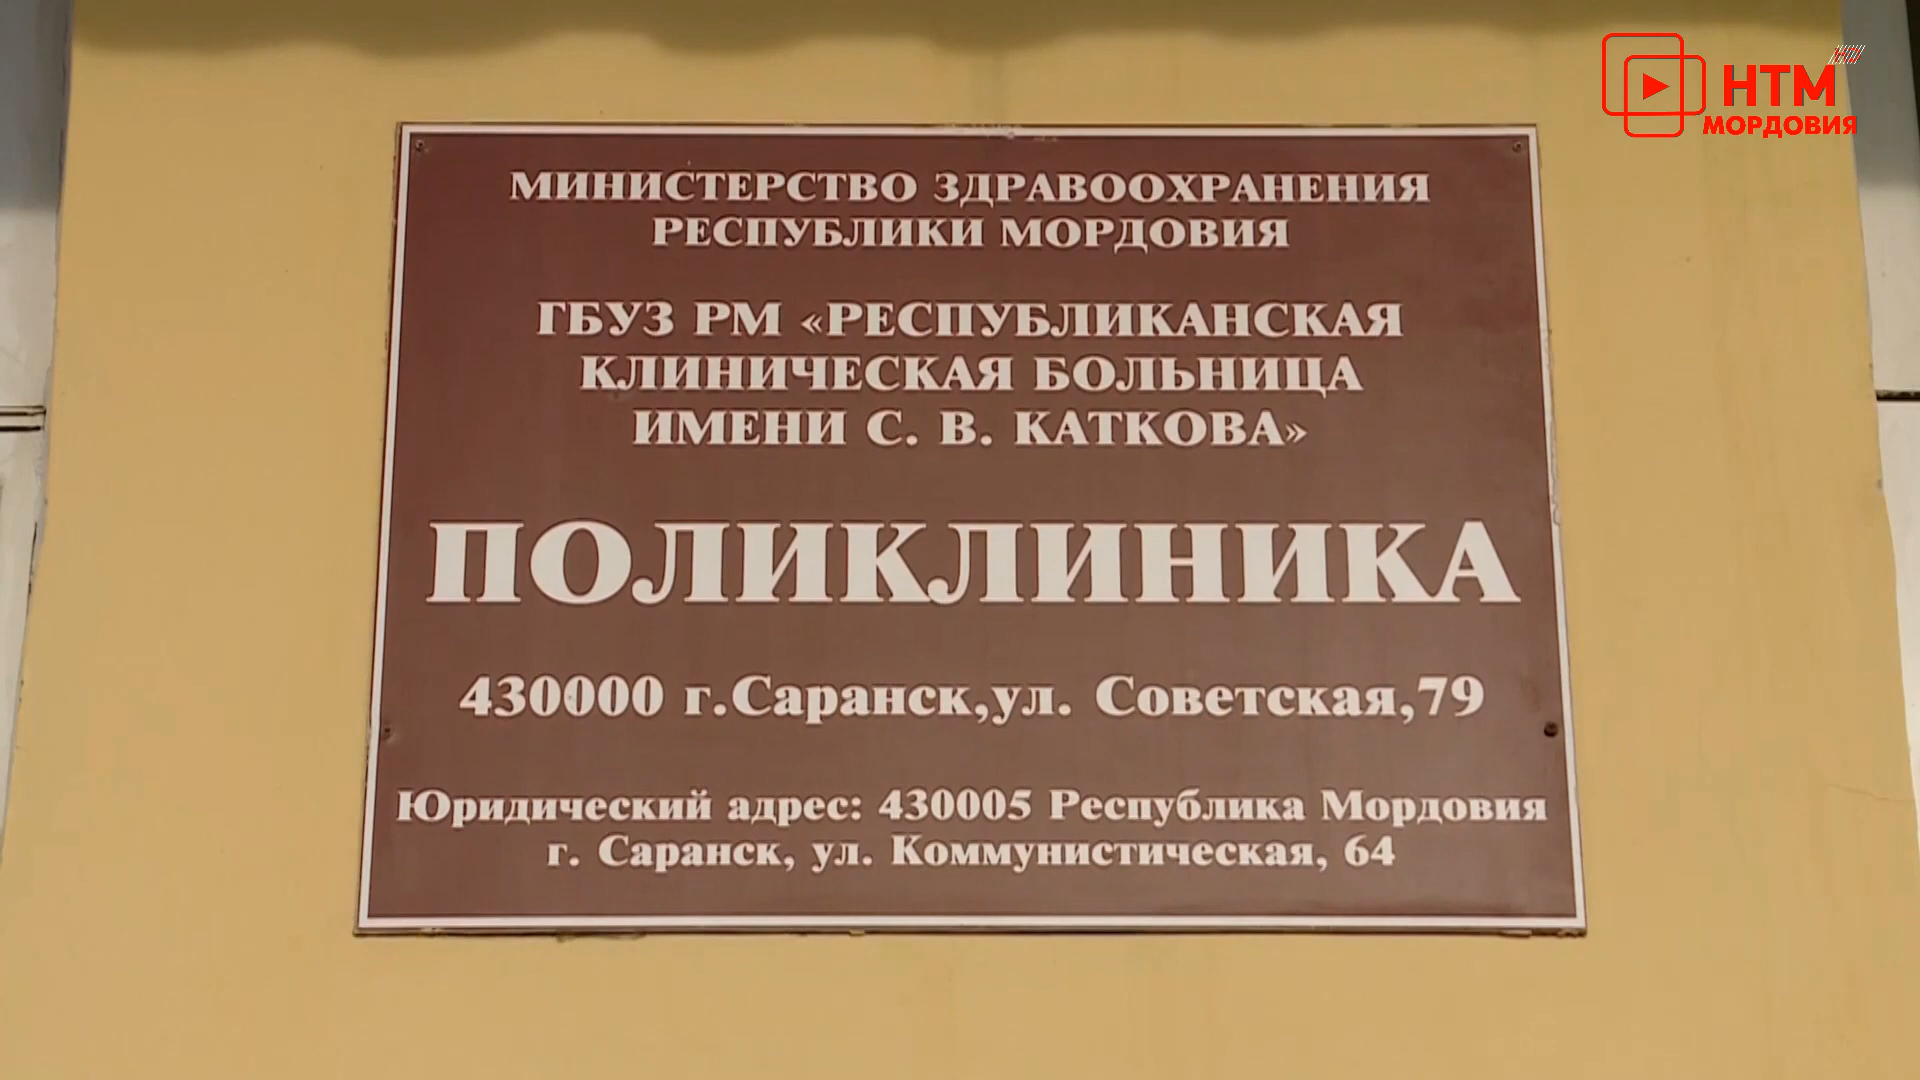 НТМ
МОРДОВИЯ
МИНИСТЕРСТВО ЗДРАВООХРАНЕНИЯ
РЕСПУБЛИКИ МОРДОВИЯ
ГБУЗ РМ «РЕСПУБЛИКАНСКАЯ
КЛИНИЧЕСКАЯ БОЛЬНИЦА
ИМЕНИ С. В. КАТКОВА»
ПОЛИКЛИНИКА
430000 г.Саранск,ул. Советская,79
Юридический адрес: 430005 Республика Мордовия
г. Саранск, ул. Коммунистическая, 64